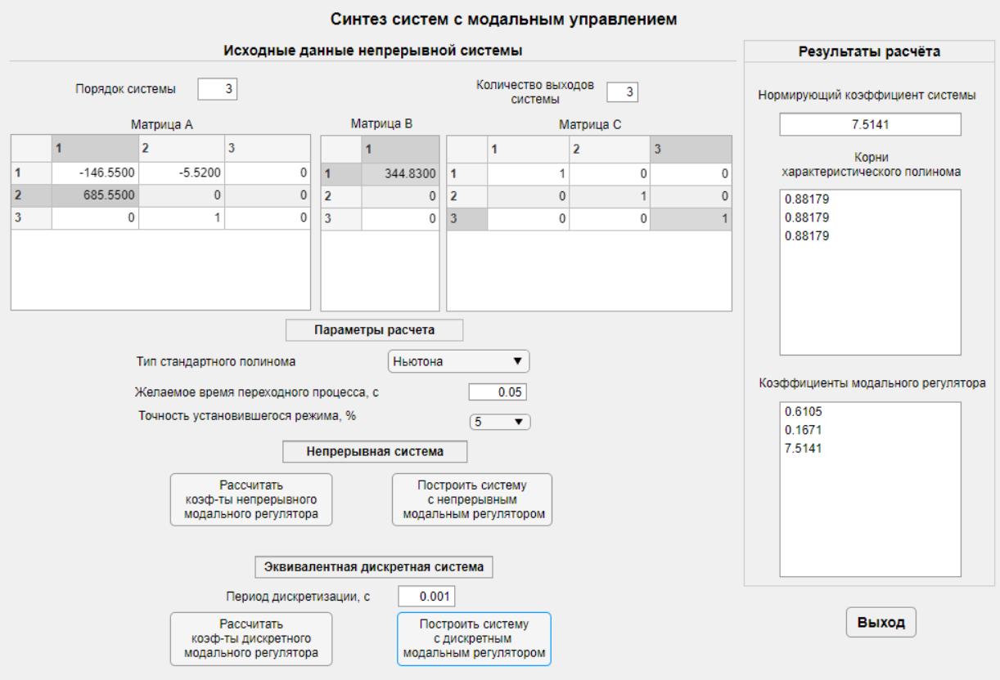 Синтез систем с модальным управлением
Исходные данные непрерывной системы
Порядок системы 3
Количество выходов
системы 3
Матрица A
1 2 3
1 -146.5500 -5.5200 0
2 685.5500 0 0
3 0 1 0
Матрица B
1
1 344.8300
2 0
3 0
Матрица C
1 2 3
1 1 0 0
2 0 1 0
3 0 0 1
Параметры расчета
Тип стандартного полинома Ньютона
Желаемое время переходного процесса, с 0.05
Точность установившегося режима, % 5
Непрерывная система
Рассчитать
коэф-ты непрерывного
модального регулятора
Построить систему
с непрерывным
модальным регулятором
Эквивалентная дискретная система
Период дискретизации, с 0.001
Рассчитать
коэф-ты дискретного
модального регулятора
Построить систему
с дискретным
модальным регулятором
Результаты расчёта
Нормирующий коэффициент системы
7.5141
Корни
характеристического полинома
0.88179
0.88179
0.88179
Коэффициенты модального регулятора
0.6105
0.1671
7.5141
Выход